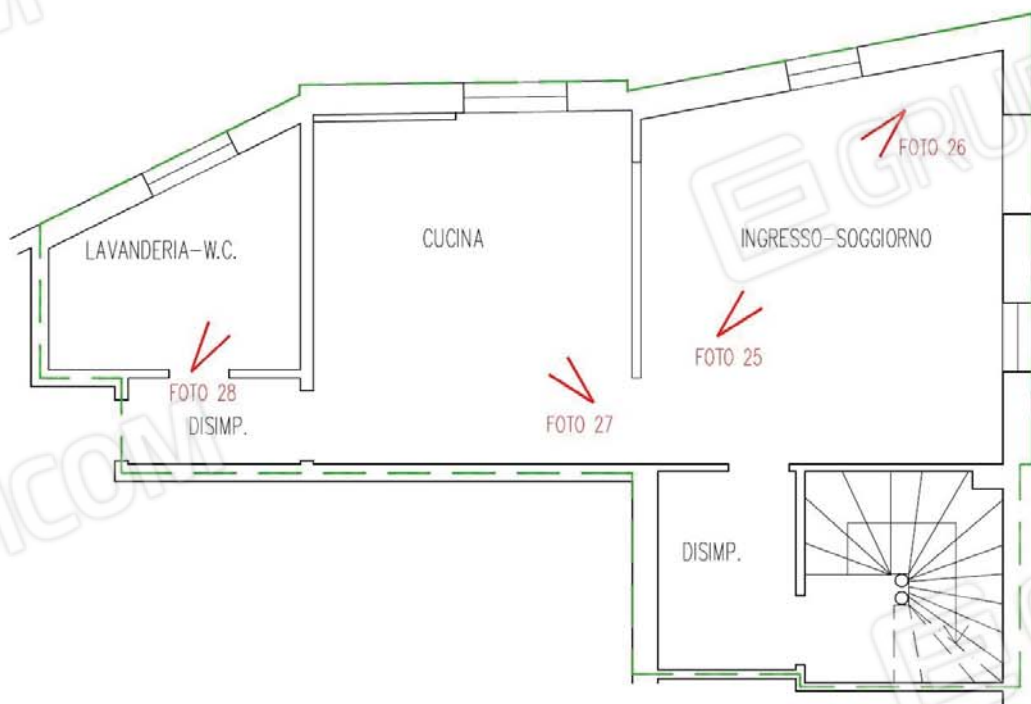 FOTO 26
LAVANDERIA-W.C.
CUCINA
INGRESSO-SOGGIORNO
FOTO 25
FOTO 28
DISIMP.
FOTO 27
DISIMP.